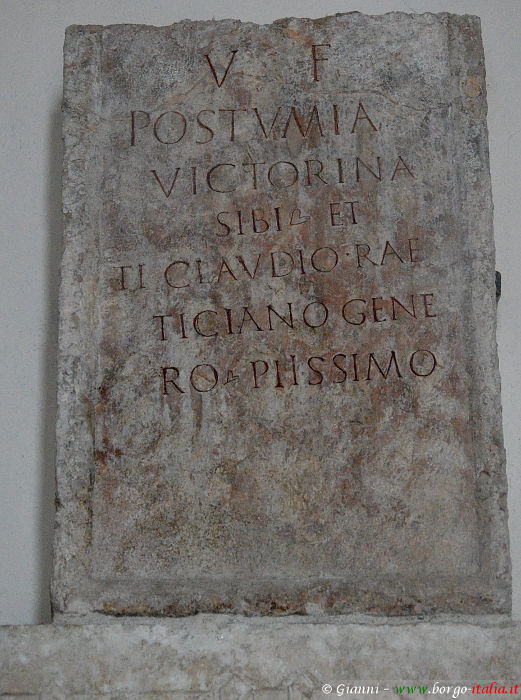 V F
POSTVMIA
VICTORINA
SIBI ET
TI CLAVDIO·RAE
TICIANO GENE
RO PIISSIMO
© Gianni - www.borgo-italia.it